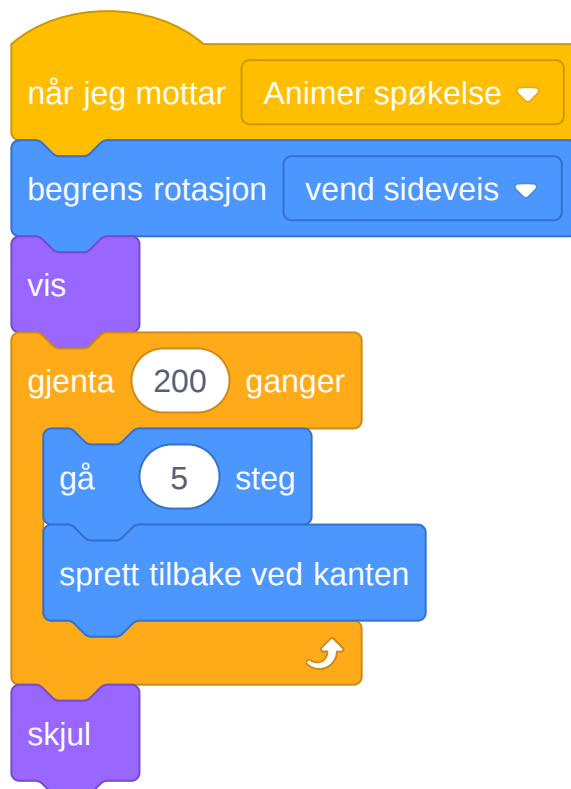 når jeg mottar Animer spøkelse
begrens rotasjon vend sideveis
vis
gjenta 200 ganger
gå 5 steg
sprett tilbake ved kanten
skjul